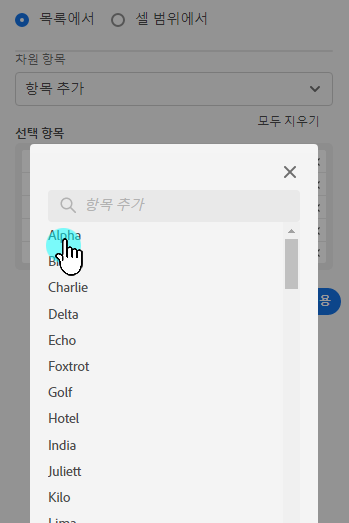 목록에서 셀 범위에서
차원 항목
항목 추가
모두 지우기
선택 항목
항목 추가
Alpha
Charlie
Delta
Echo
Foxtrot
Golf
Hotel
India
Juliett
Kilo
Lima
용